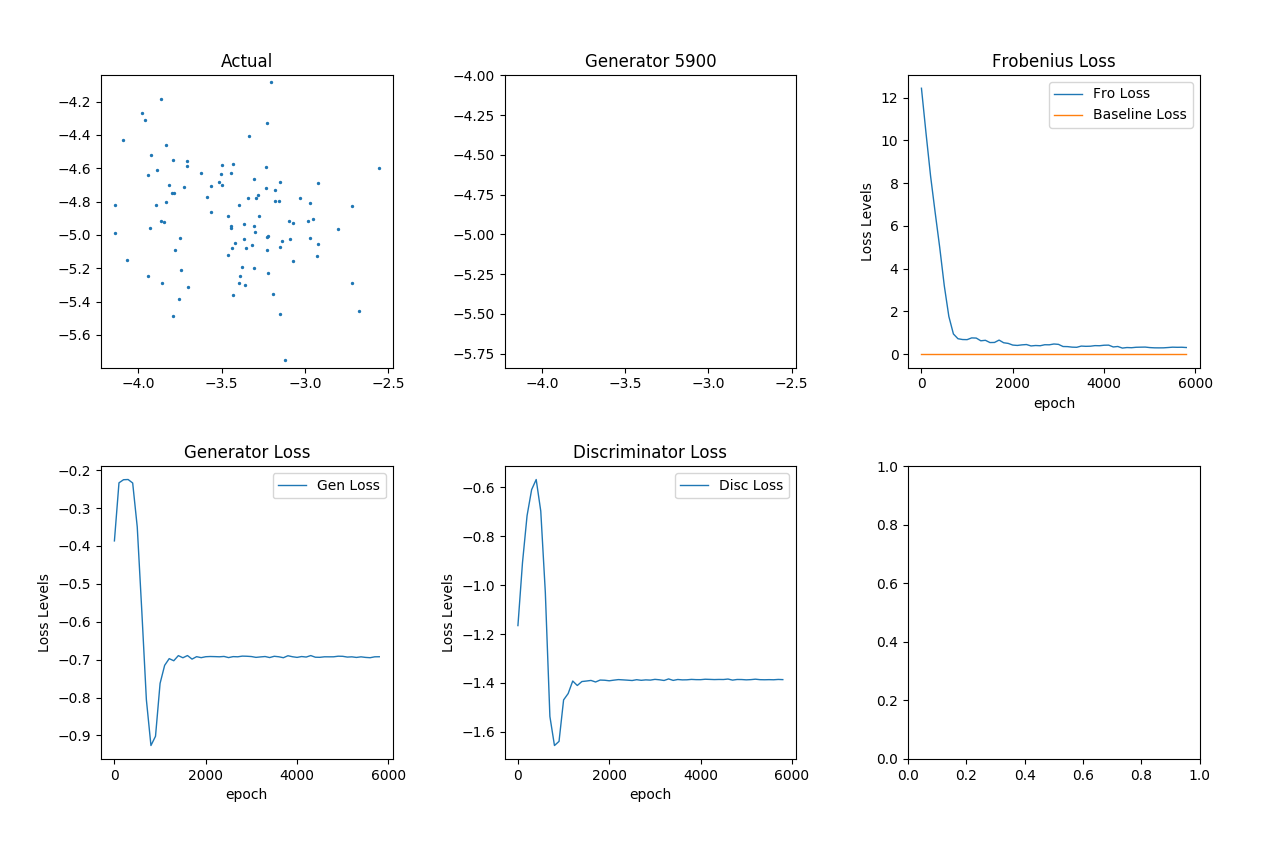 Actual
−4.2
−4.4
−4.6
−4.8
−5.0
−5.2
−5.4
−5.6
−4.0 −3.5 −3.0 −2.5
Generator 5900
−4.00
−4.25
−4.50
−4.75
−5.00
−5.25
−5.50
−5.75
−4.0 −3.5 −3.0 −2.5
Frobenius Loss
Fro Loss
Baseline Loss
Loss Levels
12
10
8
6
4
2
0
0 2000 4000 6000
epoch
Generator Loss
Gen Loss
Loss Levels
−0.2
−0.3
−0.4
−0.5
−0.6
−0.7
−0.8
−0.9
0 2000 4000 6000
epoch
Discriminator Loss
Disc Loss
Loss Levels
−0.6
−0.8
−1.0
−1.2
−1.4
−1.6
0 2000 4000 6000
epoch
1.0
0.8
0.6
0.4
0.2
0.0
0.0 0.2 0.4 0.6 0.8 1.0